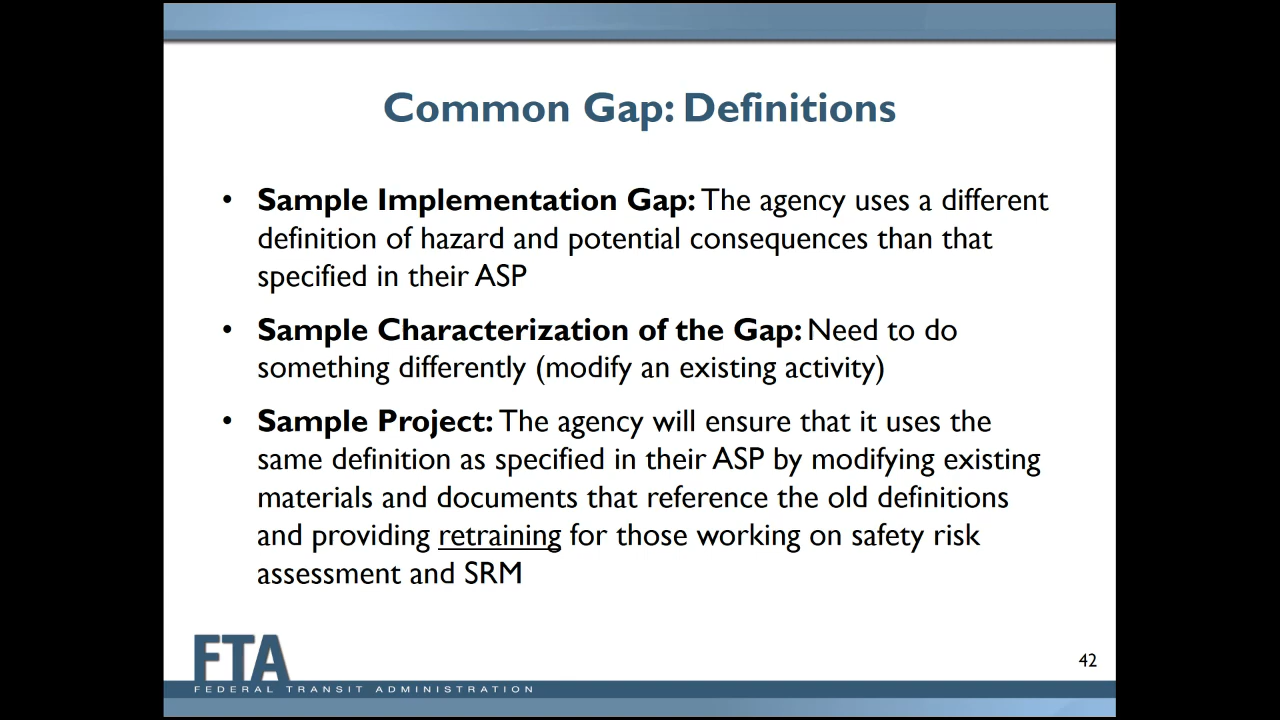 Common Gap: Definitions
• Sample Implementation Gap: The agency uses a different
definition of hazard and potential consequences than that
specified in their ASP
• Sample Characterization of the Gap: Need to do
something differently (modify an existing activity)
• Sample Project: The agency will ensure that it uses the
same definition as specified in their ASP by modifying existing
materials and documents that reference the old definitions
and providing retraining for those working on safety risk
assessment and SRM
FTA
FEDERAL TRANSIT ADMINISTRATION
42